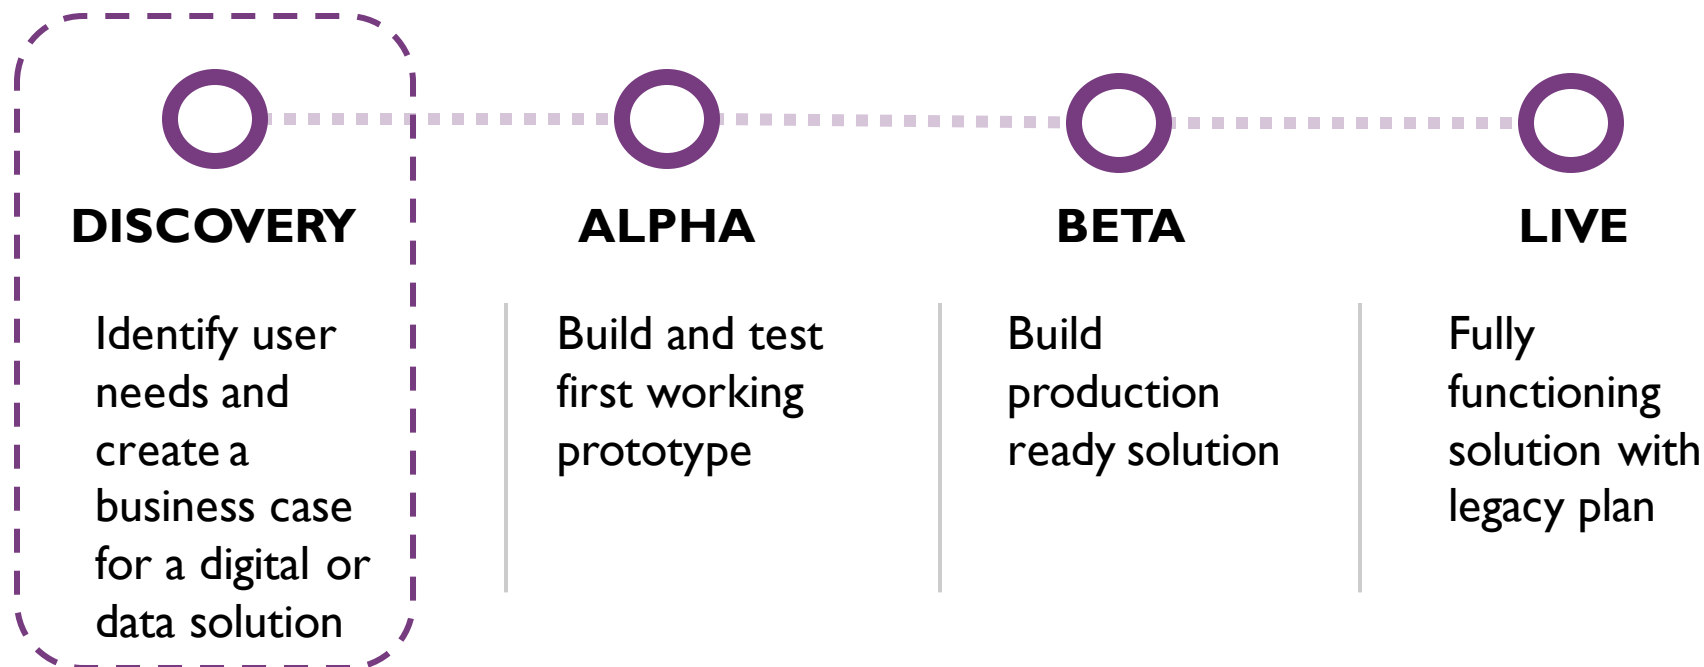 DISCOVERY
Identify user
needs and
create a
business case
for a digital or
data solution
ALPHA
Build and test
first working
prototype
BETA
Build
production
ready solution
LIVE
Fully
functioning
solution with
legacy plan